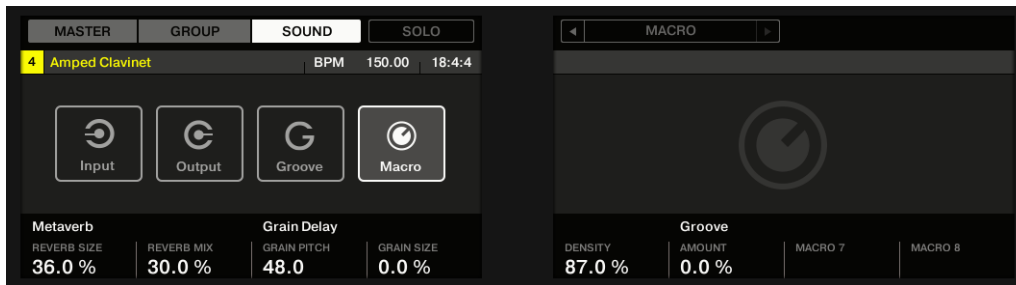 MASTER GROUP SOUND SOLO
4 Amped Clavinet BPM 150.00 18:4:4
Input Output Groove Macro
Metaverb Grain Delay
REVERB SIZE REVERB MIX GRAIN PITCH GRAIN SIZE
36.0 % 30.0 % 48.0 0.0 %
MACRO
Groove
DENSITY AMOUNT MACRO 7 MACRO 8
87.0 % 0.0 %